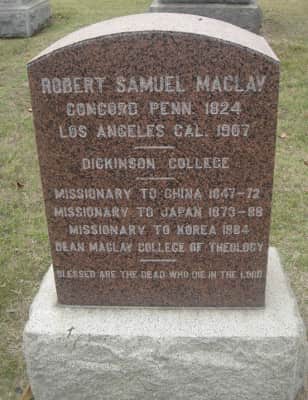 ROBERT SAMUEL MACLAY
CONCORD PENN. 1824
LOS ANGELES CAL. 1907
DICKINSON COLLEGE
MISSIONARY TO CHINA 1847-72
MISSIONARY TO JAPAN 1873-88
MISSIONARY TO KOREA 1884
DEAN MACLAY COLLEGE OF THEOLOGY
BLESSED ARE THE DEAD WHO DIE IN THE LORD